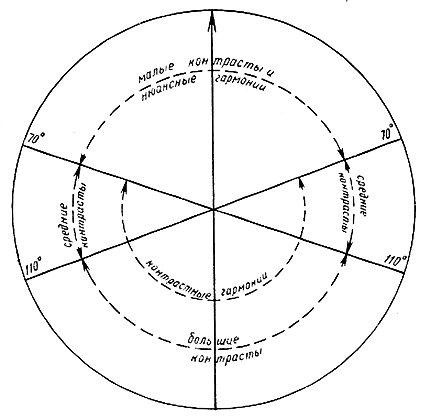 малые контрасты и
нюансные гармонии
70°
70°
средние
контрасты
средние
контрасты
110°
110°
контрастные гармонии
большие
контрасты